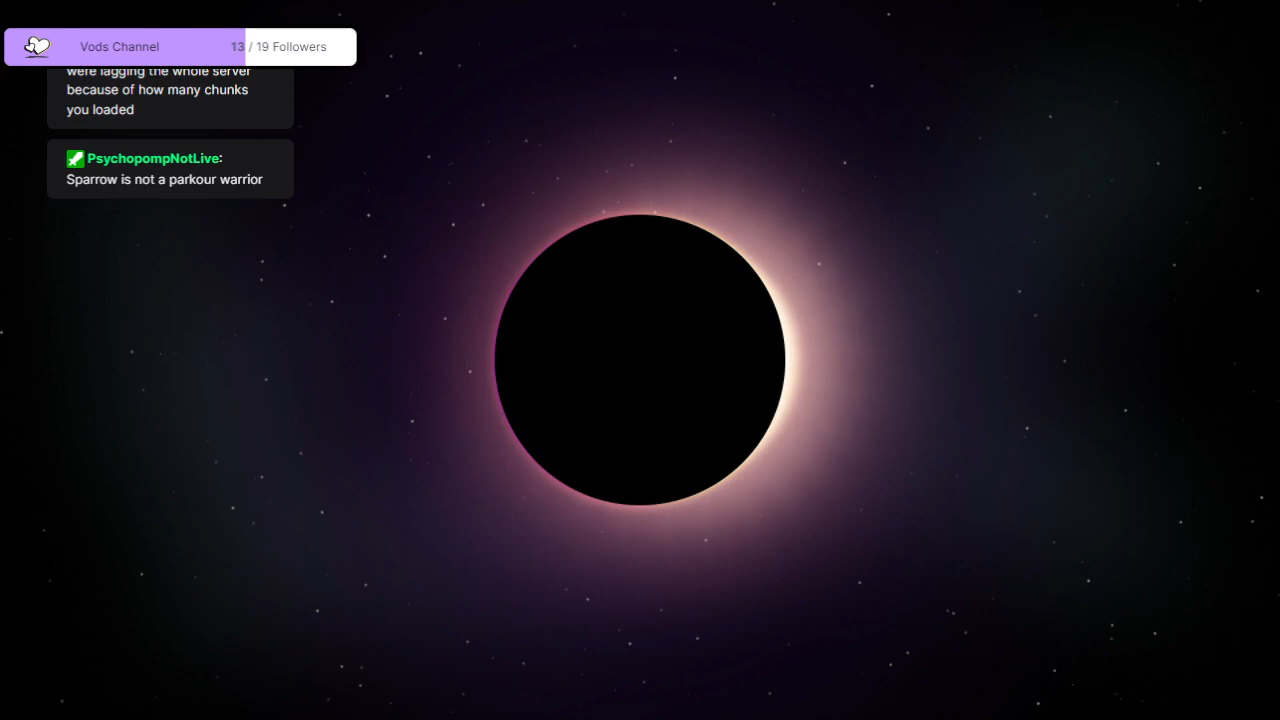 Vods Channel 13 / 19 Followers
were lagging the whole server
because of how many chunks
you loaded
PsychopompNotLive:
Sparrow is not a parkour warrior